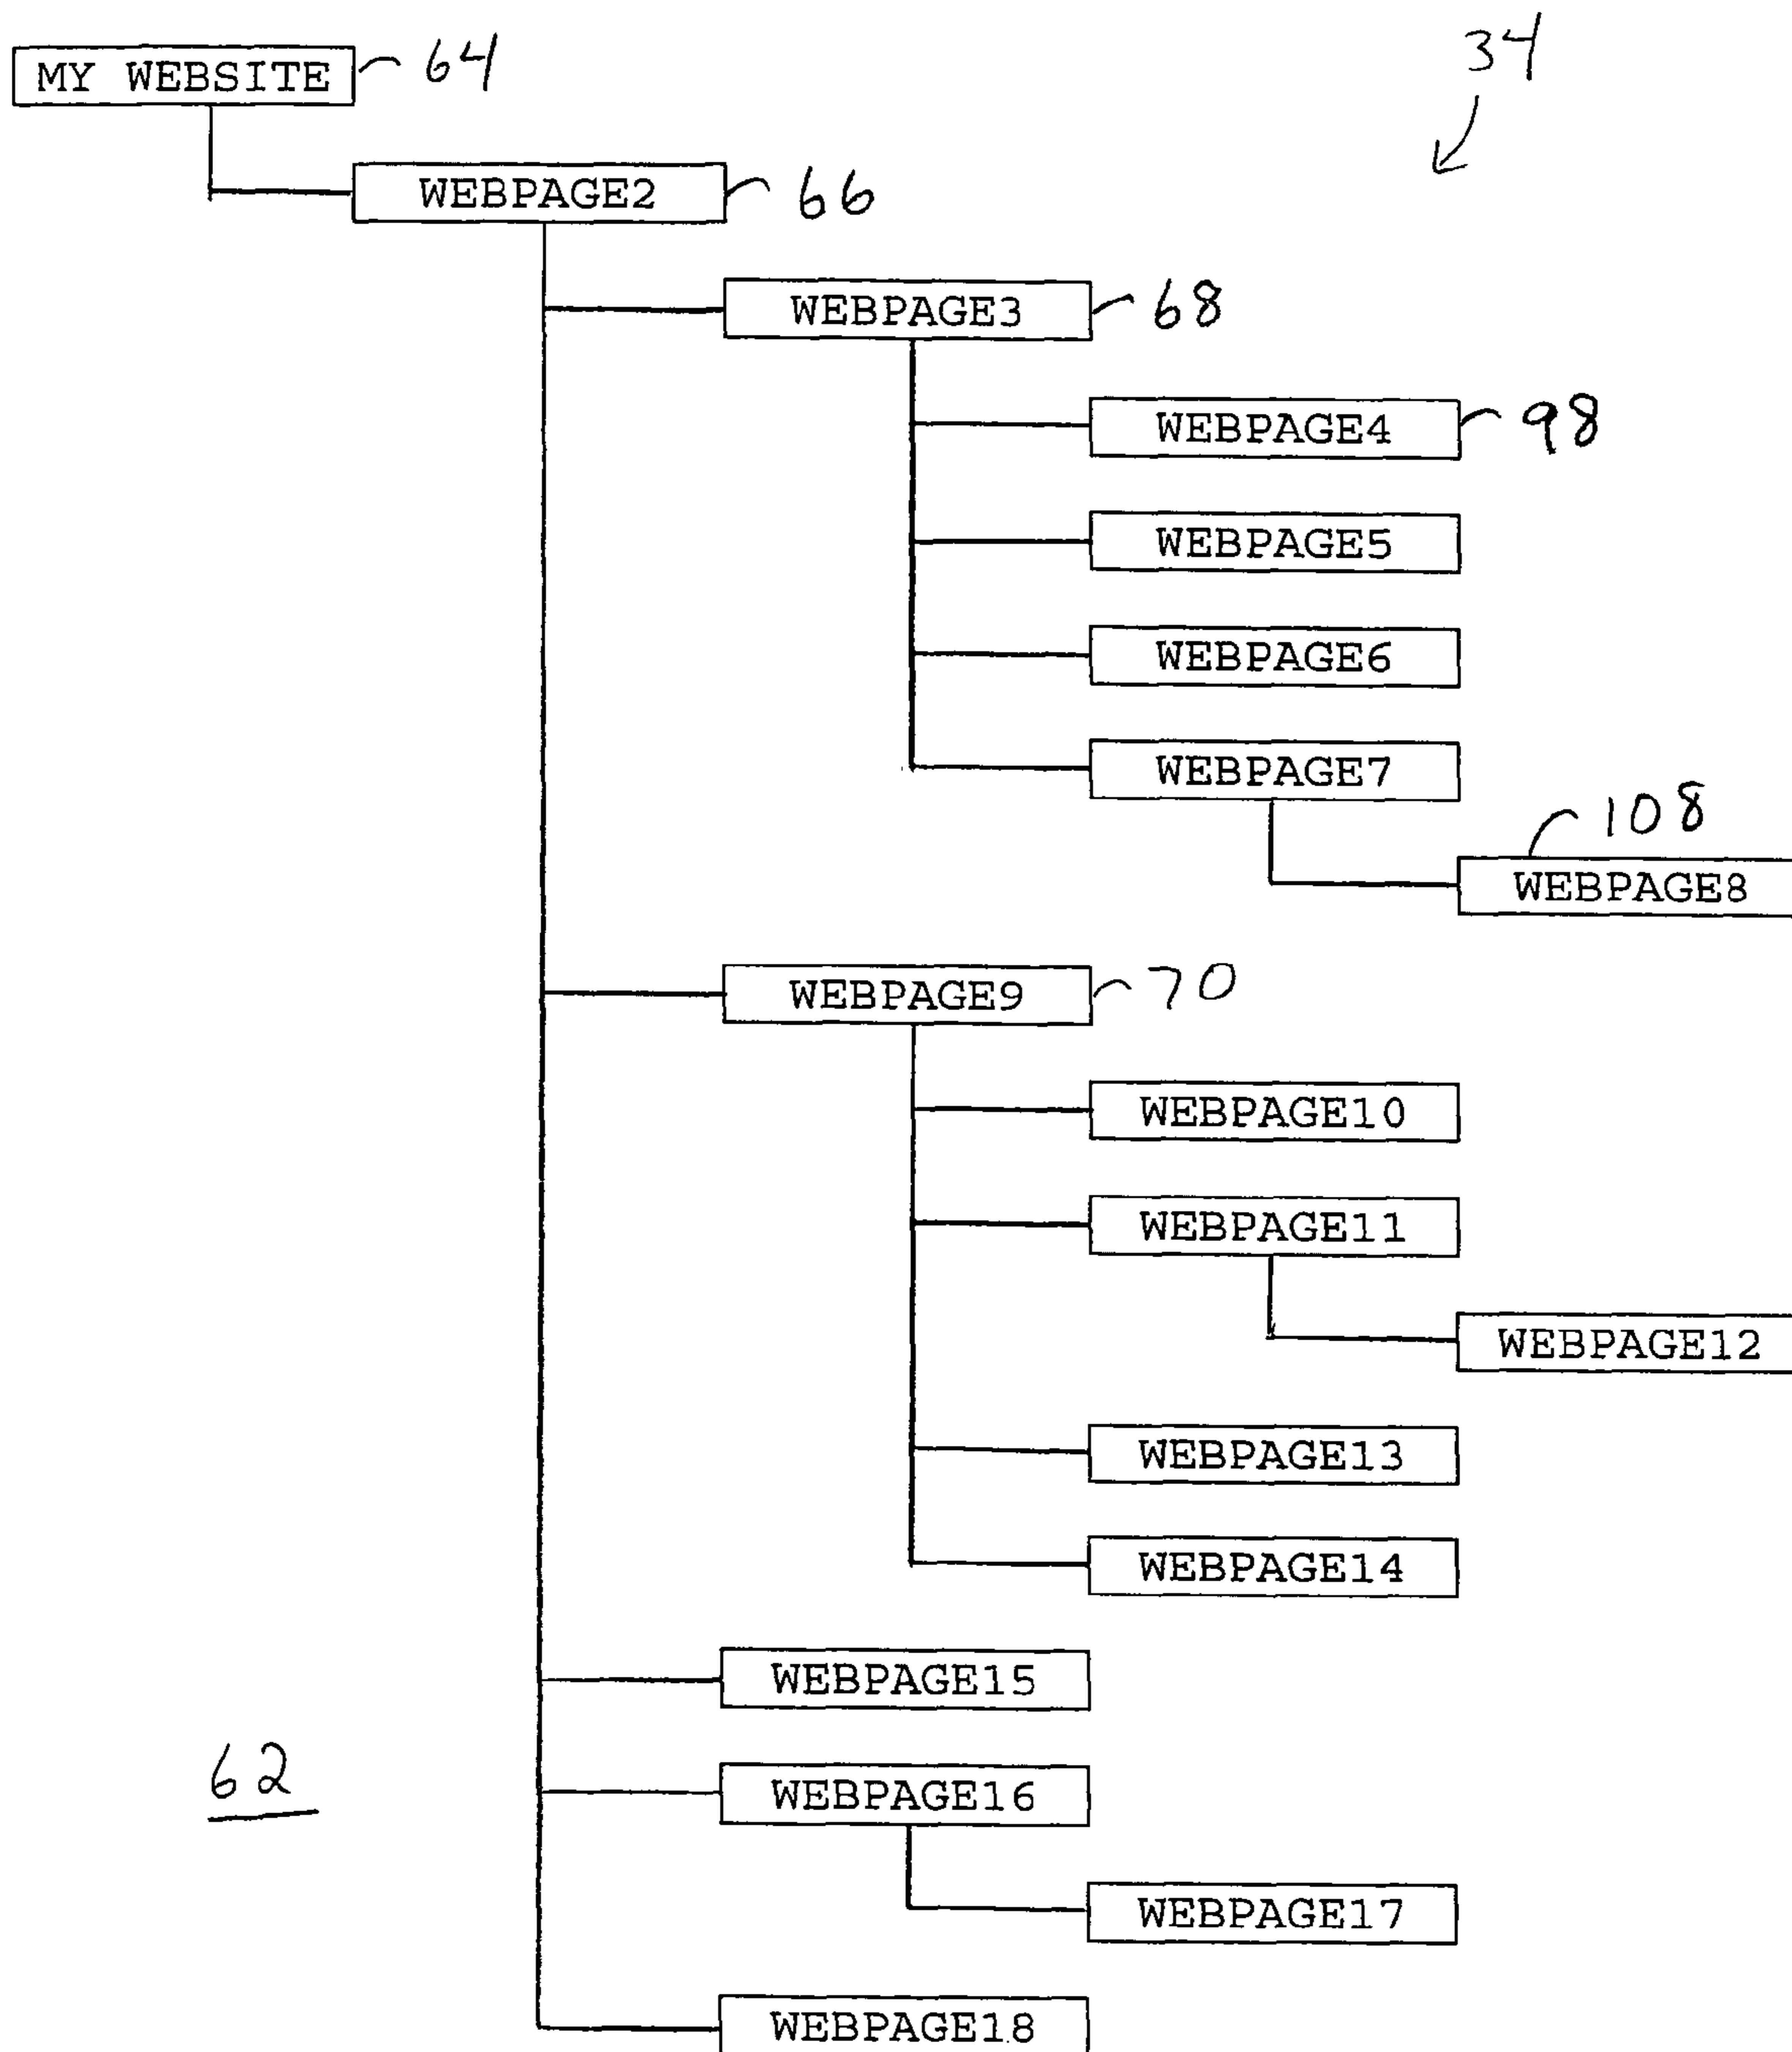 MY WEBSITE 64
34
WEBPAGE2 66
WEBPAGE3 68
WEBPAGE4 98
WEBPAGE5
WEBPAGE6
WEBPAGE7
108
WEBPAGE8
WEBPAGE9 70
WEBPAGE10
WEBPAGE11
WEBPAGE12
WEBPAGE13
WEBPAGE14
WEBPAGE15
62
WEBPAGE16
WEBPAGE17
WEBPAGE18